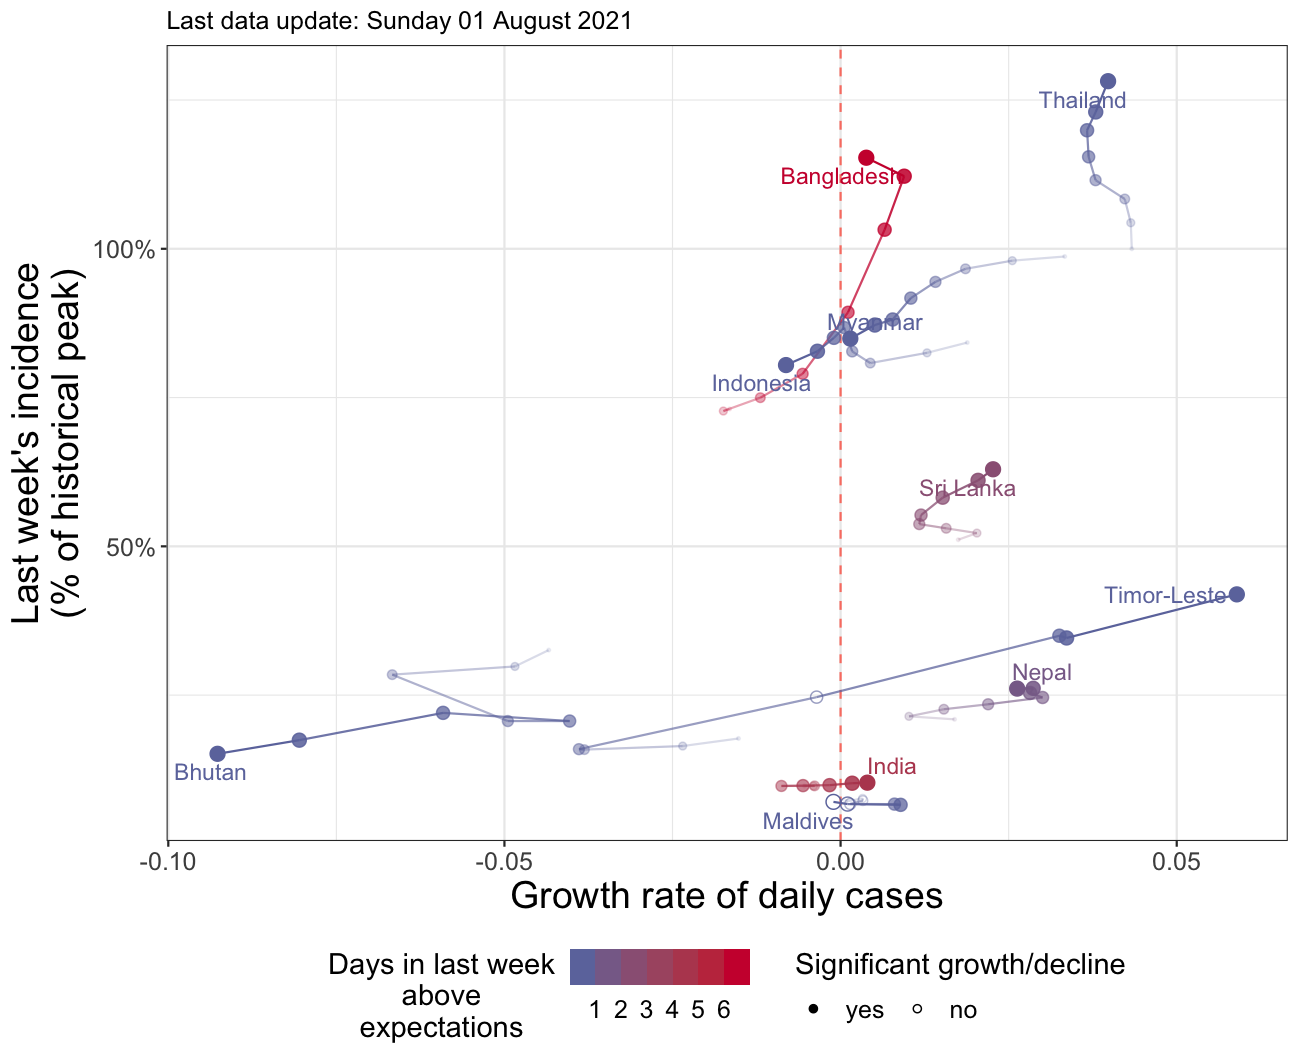 Last data update: Sunday 01 August 2021
Thailand
Bangladesh
100%
Myanmar
Indonesia
Last week's incidence
(% of historical peak)
Sri Lanka
50%
Timor-Leste
Nepal
Bhutan
India
Maldives
-0.10 -0.05 0.00 0.05
Growth rate of daily cases
Days in last week
above
expectations
1 2 3 4 5 6
Significant growth/decline
yes no